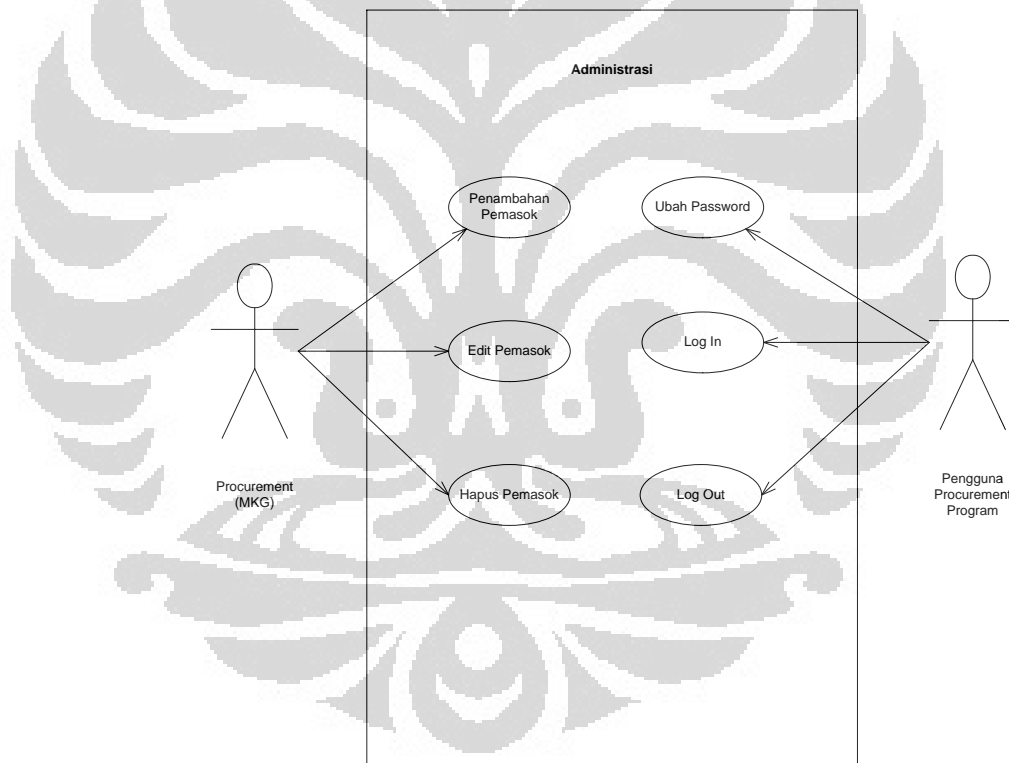 Administrasi
Penambahan
Pemasok
Ubah Password
Edit Pemasok
Log In
Hapus Pemasok
Log Out
Procurement
(MKG)
Pengguna
Procurement
Program